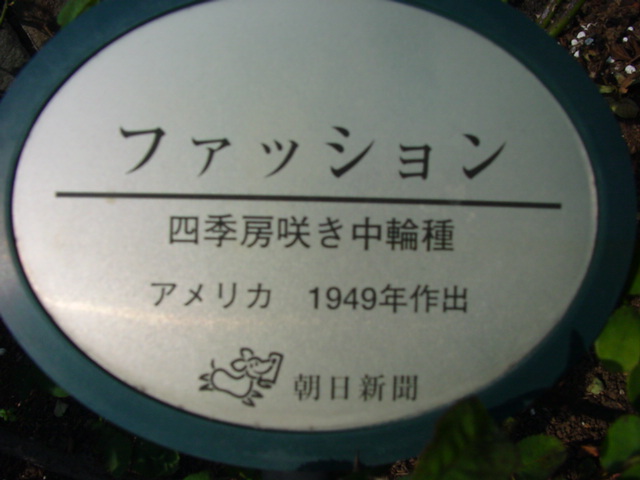 ファッション
四季房咲き中輪種
アメリカ　1949年作出
朝日新聞